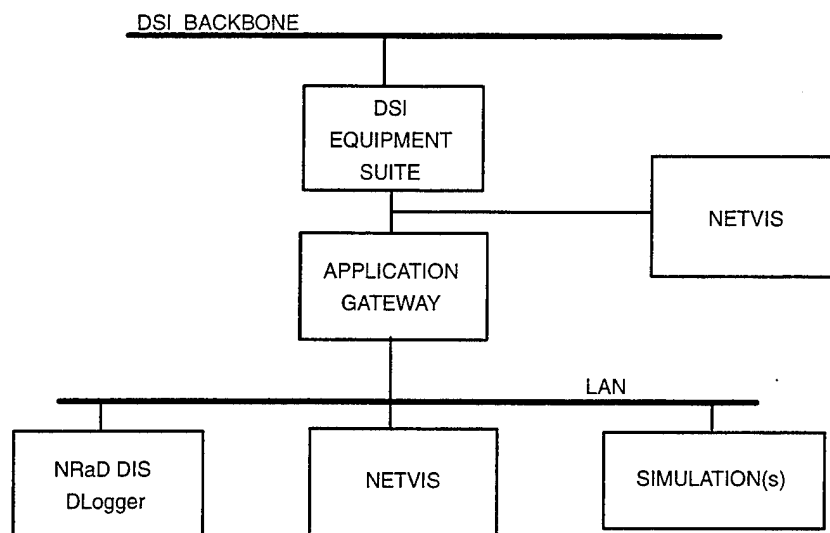 DSI BACKBONE
DSI
EQUIPMENT
SUITE
NETVIS
APPLICATION
GATEWAY
LAN
NRaD DIS
DLogger
NETVIS
SIMULATION(s)